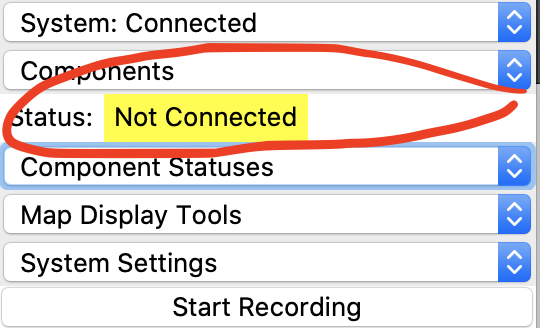 System: Connected
Components
Status: Not Connected
Component Statuses
Map Display Tools
System Settings
Start Recording